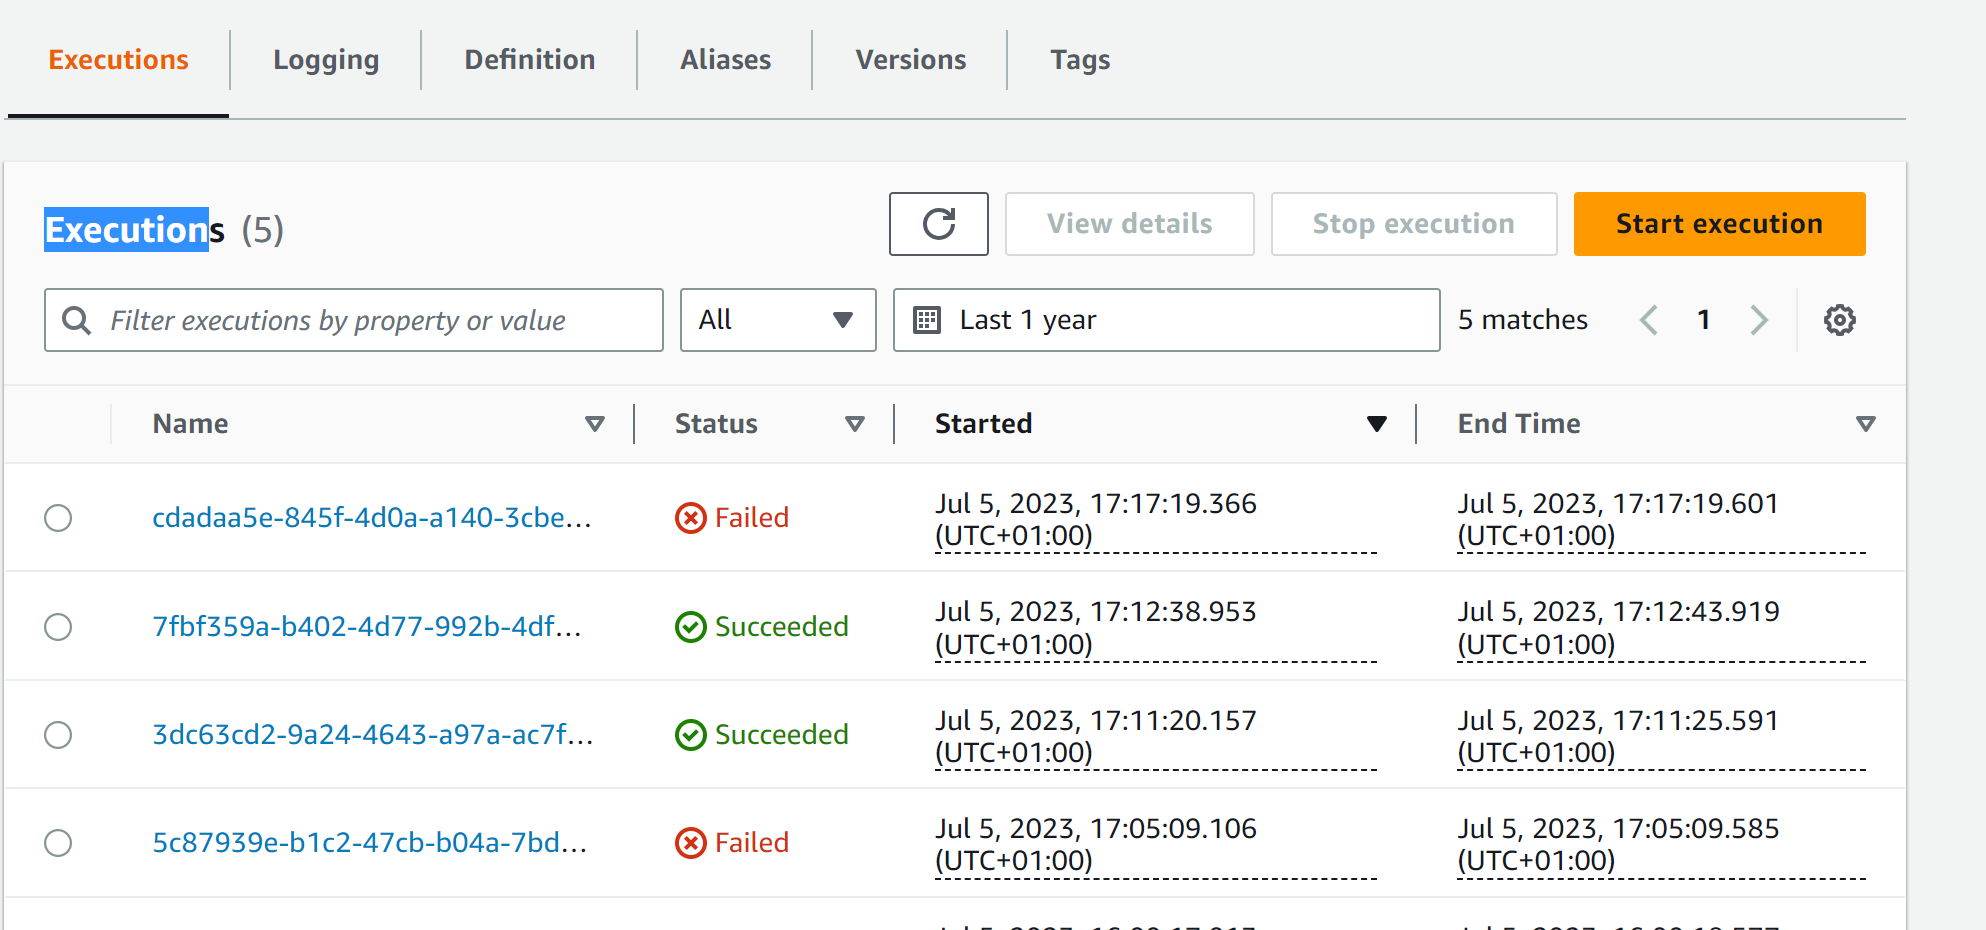 Executions
Logging
Definition
Aliases
Versions
Tags
Executions (5)
View details
Stop execution
Start execution
Filter executions by property or value
All
Last 1 year
5 matches
1
Name
Status
Started
End Time
cdadaa5e-845f-4d0a-a140-3cbe...
Failed
Jul 5, 2023, 17:17:19.366
(UTC+01:00)
Jul 5, 2023, 17:17:19.601
(UTC+01:00)
7fbf359a-b402-4d77-992b-4df...
Succeeded
Jul 5, 2023, 17:12:38.953
(UTC+01:00)
Jul 5, 2023, 17:12:43.919
(UTC+01:00)
3dc63cd2-9a24-4643-a97a-ac7f...
Succeeded
Jul 5, 2023, 17:11:20.157
(UTC+01:00)
Jul 5, 2023, 17:11:25.591
(UTC+01:00)
5c87939e-b1c2-47cb-b04a-7bd...
Failed
Jul 5, 2023, 17:05:09.106
(UTC+01:00)
Jul 5, 2023, 17:05:09.585
(UTC+01:00)